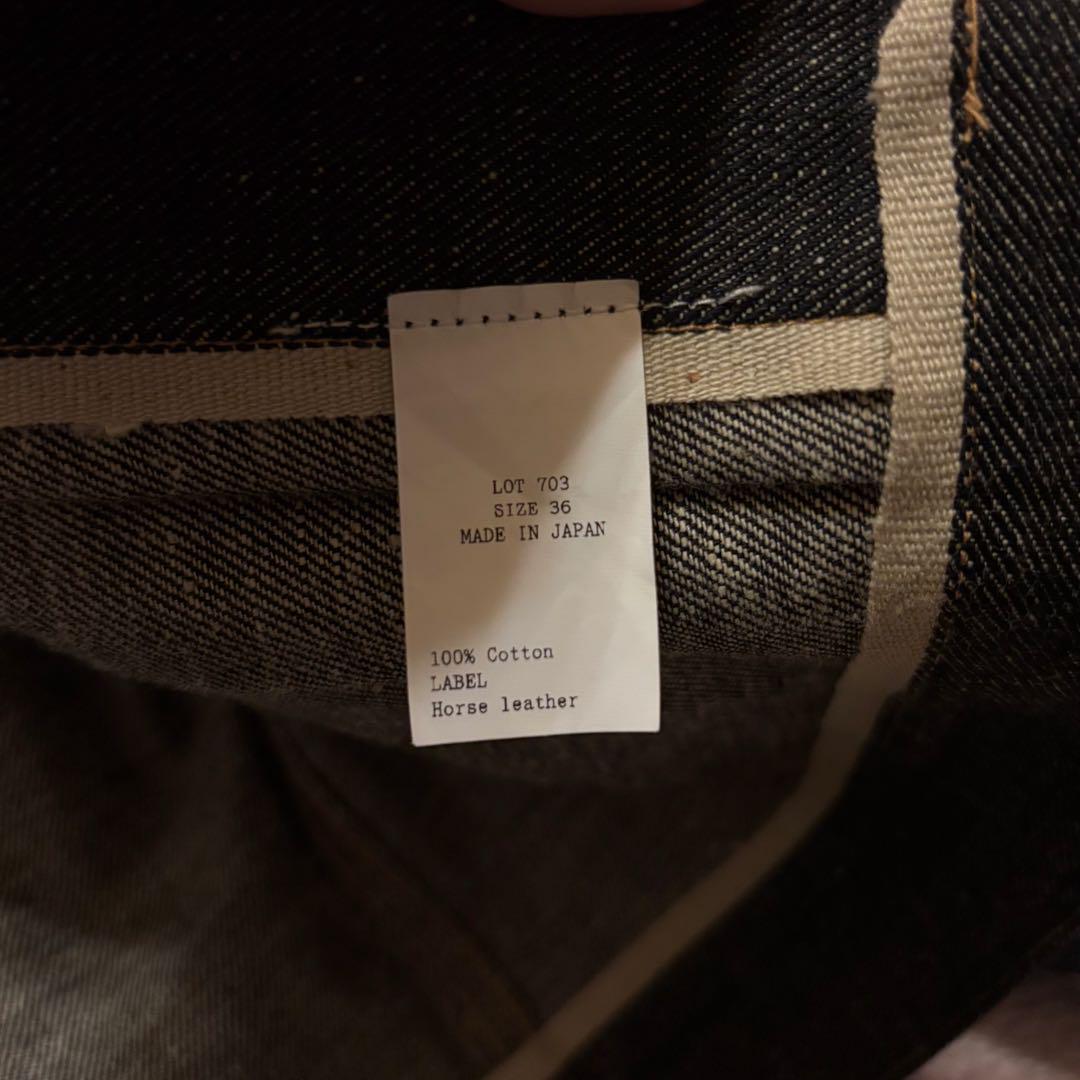 LOT 703
SIZE 36
MADE IN JAPAN
100% Cotton
LABEL
Horse leather